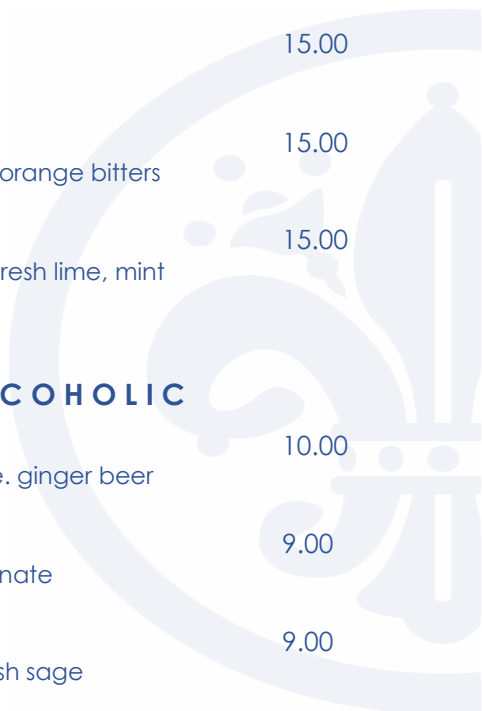 15.00
15.00
orange bitters
15.00
resh lime, mint
COHOLIC
10.00
e. ginger beer
9.00
nate
9.00
sh sage